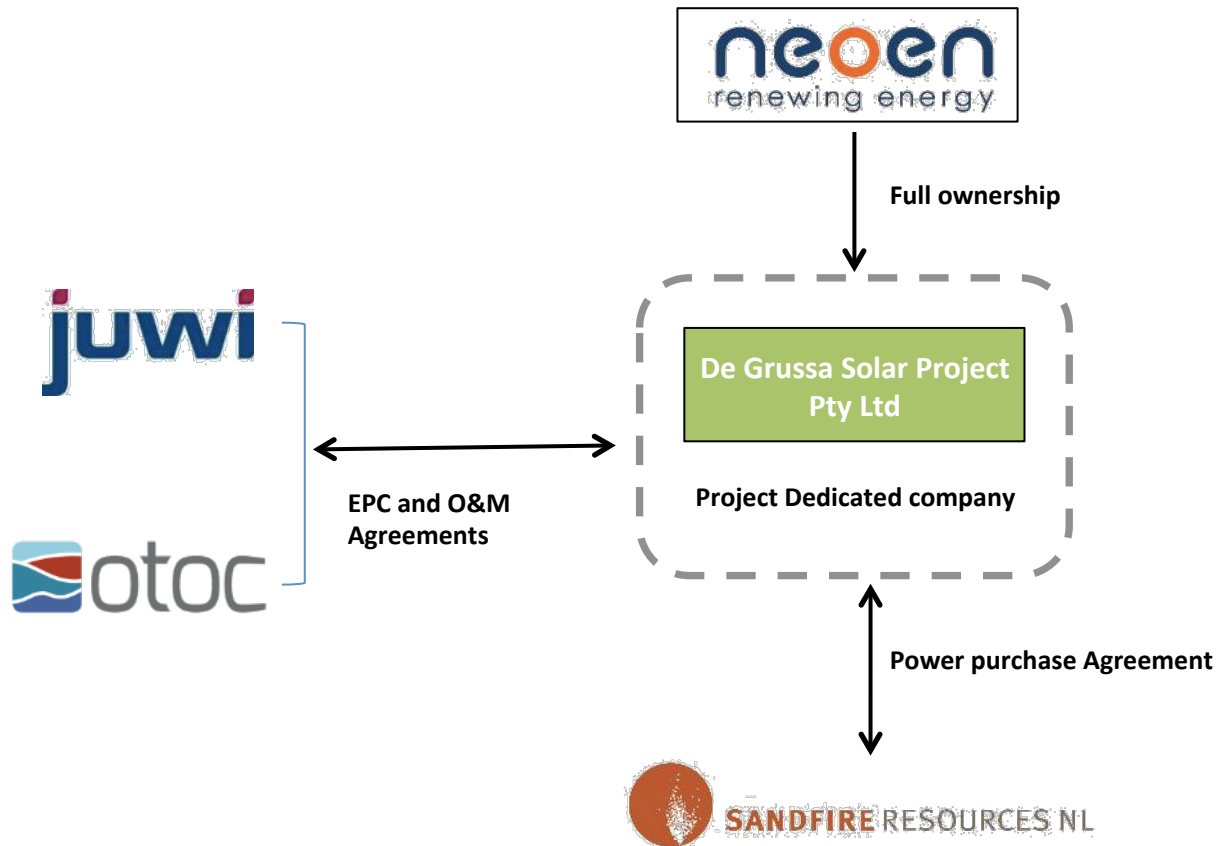 neoen
renewing energy
Full ownership
juwi
De Grussa Solar Project
Pty Ltd
EPC and O&M
Agreements
Project Dedicated company
otoc
Power purchase Agreement
SANDFIRE RESOURCES NL